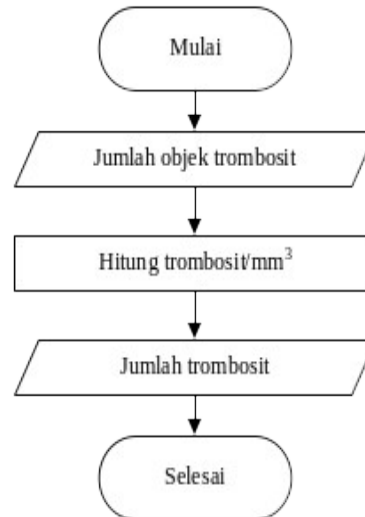 Mulai
Jumlah objek trombosit
Hitung trombosit/mm³
Jumlah trombosit
Selesai